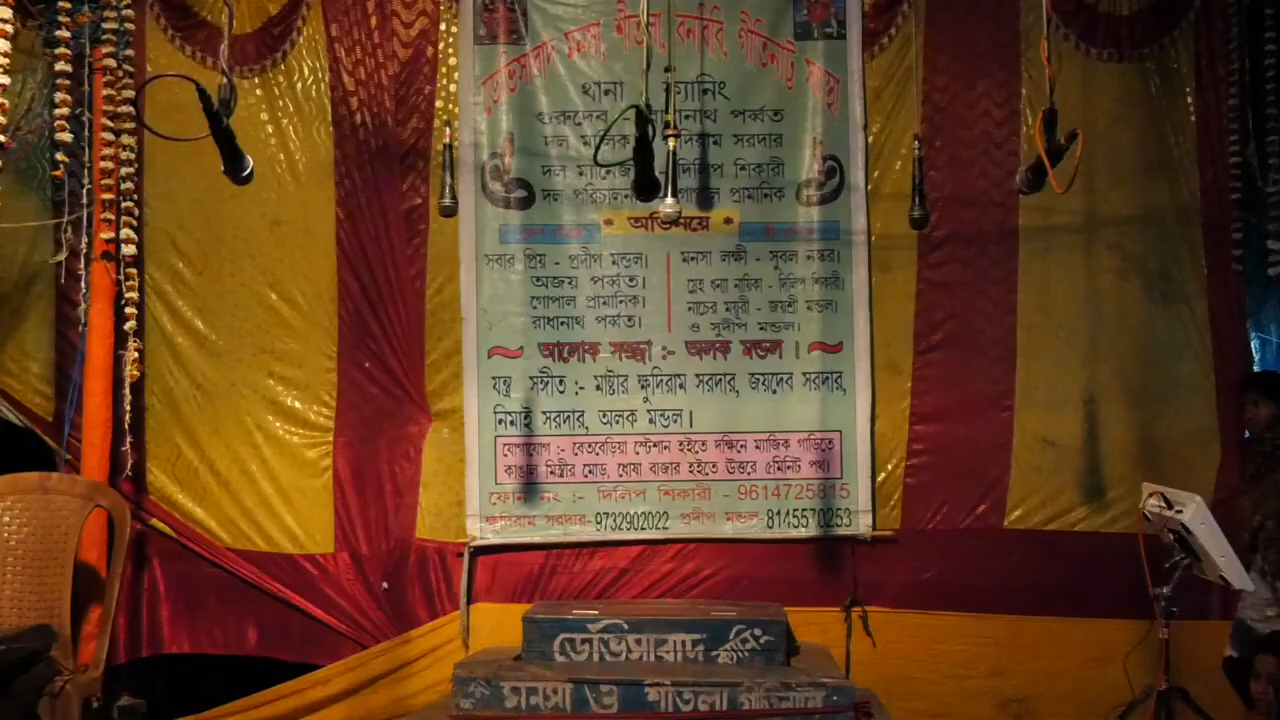 ডেভিসাবাদ মনসা, শীতলা, বনবিবি, গীতিনাট্য সংস্থা
থানা ক্যানিং
গুরুদেব রাধানাথ পর্ব্বত
দল মালিক ক্ষুদিরাম সরদার
দল ম্যানেজার দিলিপ শিকারী
দল পরিচালনা গোপাল প্রামানিক
* অভিনয়ে *
সবার প্রিয় - প্রদীপ মন্ডল।
অজয় পর্ব্বত।
গোপাল প্রামানিক।
রাধানাথ পর্ব্বত।
মনসা লক্ষী - সুবল নস্কর।
স্নেহ ধন্যা নায়িকা - দিলিপ শিকারী।
নাচের ময়ূরী - জয়শ্রী মন্ডল।
ও সুদীপ মন্ডল।
আলোক সজ্জা :- অলক মন্ডল।
যন্ত্র সঙ্গীত :- মাষ্টার ক্ষুদিরাম সরদার, জয়দেব সরদার,
নিমাই সরদার, অলক মন্ডল।
যোগাযোগ :- বেতবেড়িয়া স্টেশান হইতে দক্ষিনে ম্যাজিক গাড়িতে
কাঙাল মিস্ত্রীর মোড়, ধোষা বাজার হইতে উত্তরে ৫মিনিট পথ।
ফোন নং :- দিলিপ শিকারী - 9614725815
ক্ষুদিরাম সরদার-9732902022 প্রদীপ মন্ডল-8145570253
ডেভিসাবাদ ক্যানিং
মনসা ও শীতলা গীতিনাট্য